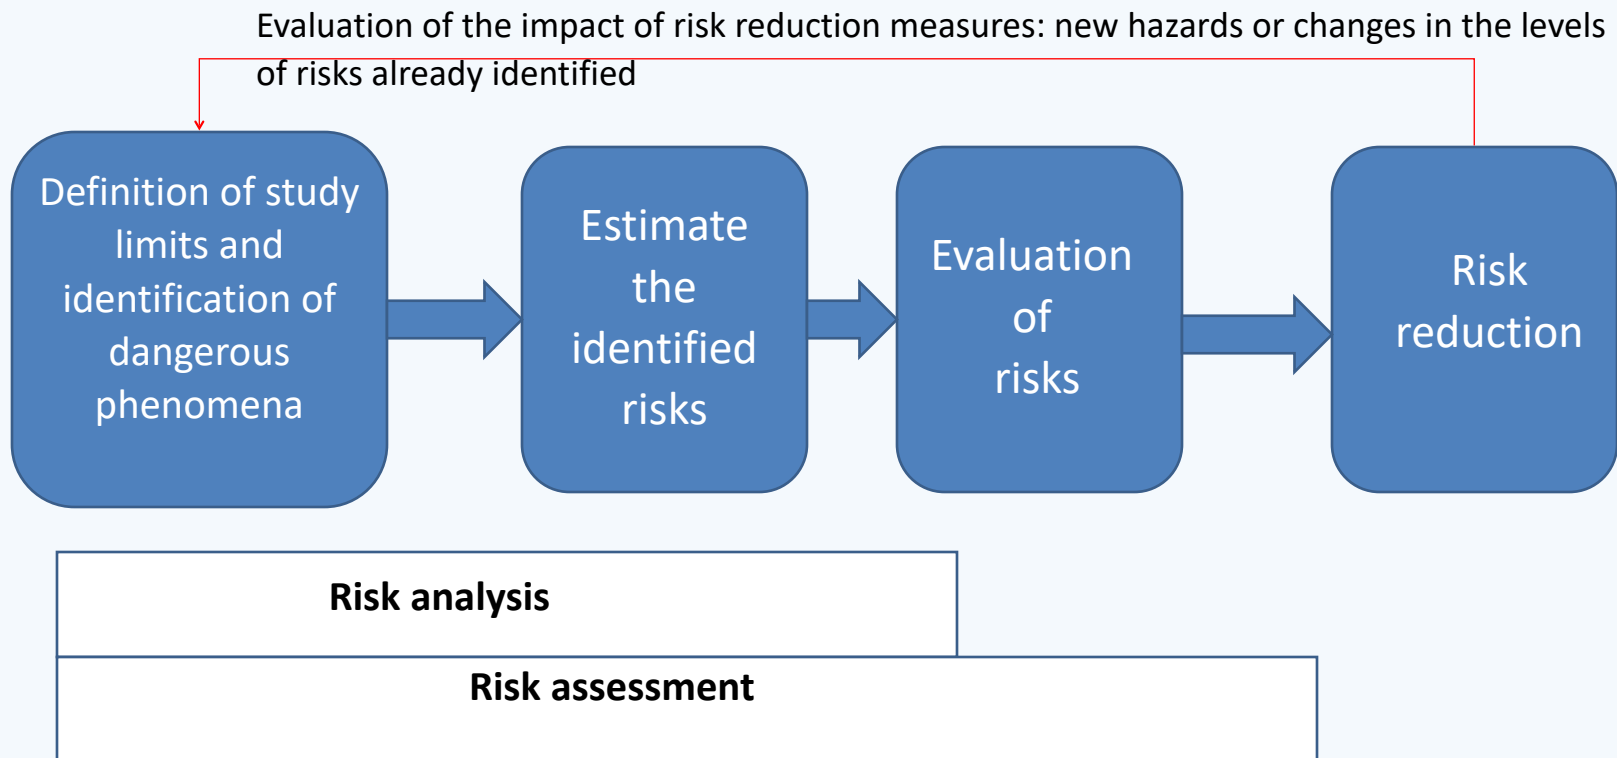 Evaluation of the impact of risk reduction measures: new hazards or changes in the levels
of risks already identified
Definition of study
limits and
identification of
dangerous
phenomena
Estimate
the
identified
risks
Evaluation
of
risks
Risk
reduction
Risk analysis
Risk assessment